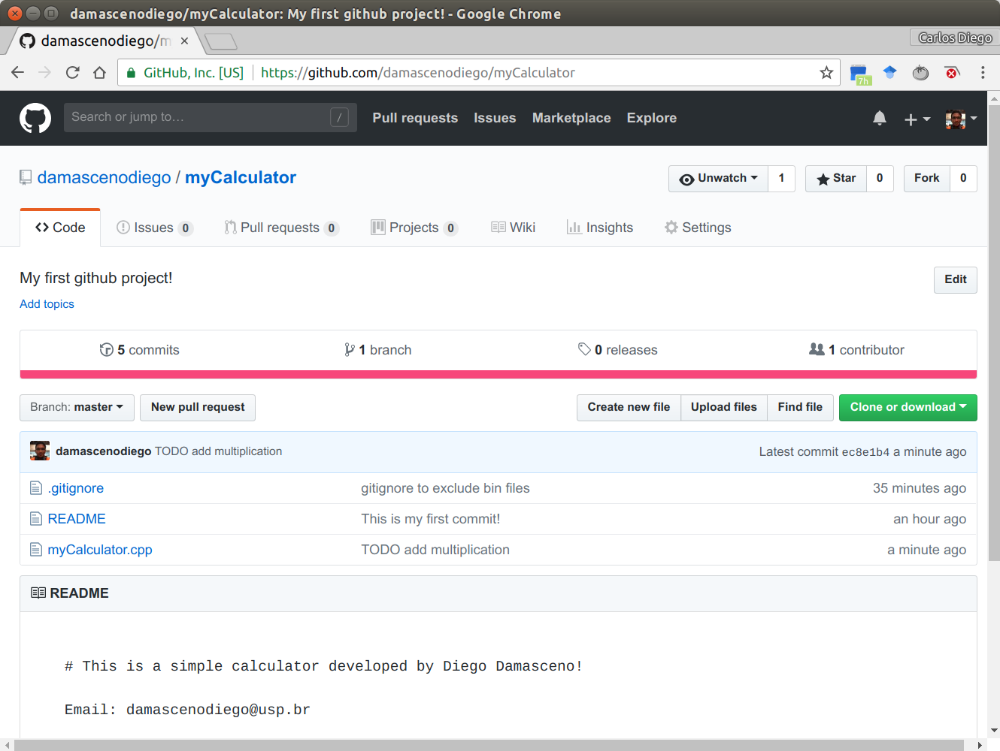 damascenodiego/myCalculator: My first github project! - Google Chrome
damascenodiego/m
Carlos Diego
GitHub, Inc. [US] https://github.com/damascenodiego/myCalculator
7h
Search or jump to… / Pull requests Issues Marketplace Explore
damascenodiego / myCalculator Unwatch 1 Star 0 Fork 0
Code Issues 0 Pull requests 0 Projects 0 Wiki Insights Settings
My first github project! Edit
Add topics
5 commits 1 branch 0 releases 1 contributor
Branch: master New pull request Create new file Upload files Find file Clone or download
damascenodiego TODO add multiplication Latest commit ec8e1b4 a minute ago
.gitignore gitignore to exclude bin files 35 minutes ago
README This is my first commit! an hour ago
myCalculator.cpp TODO add multiplication a minute ago
README
# This is a simple calculator developed by Diego Damasceno!
Email: damascenodiego@usp.br